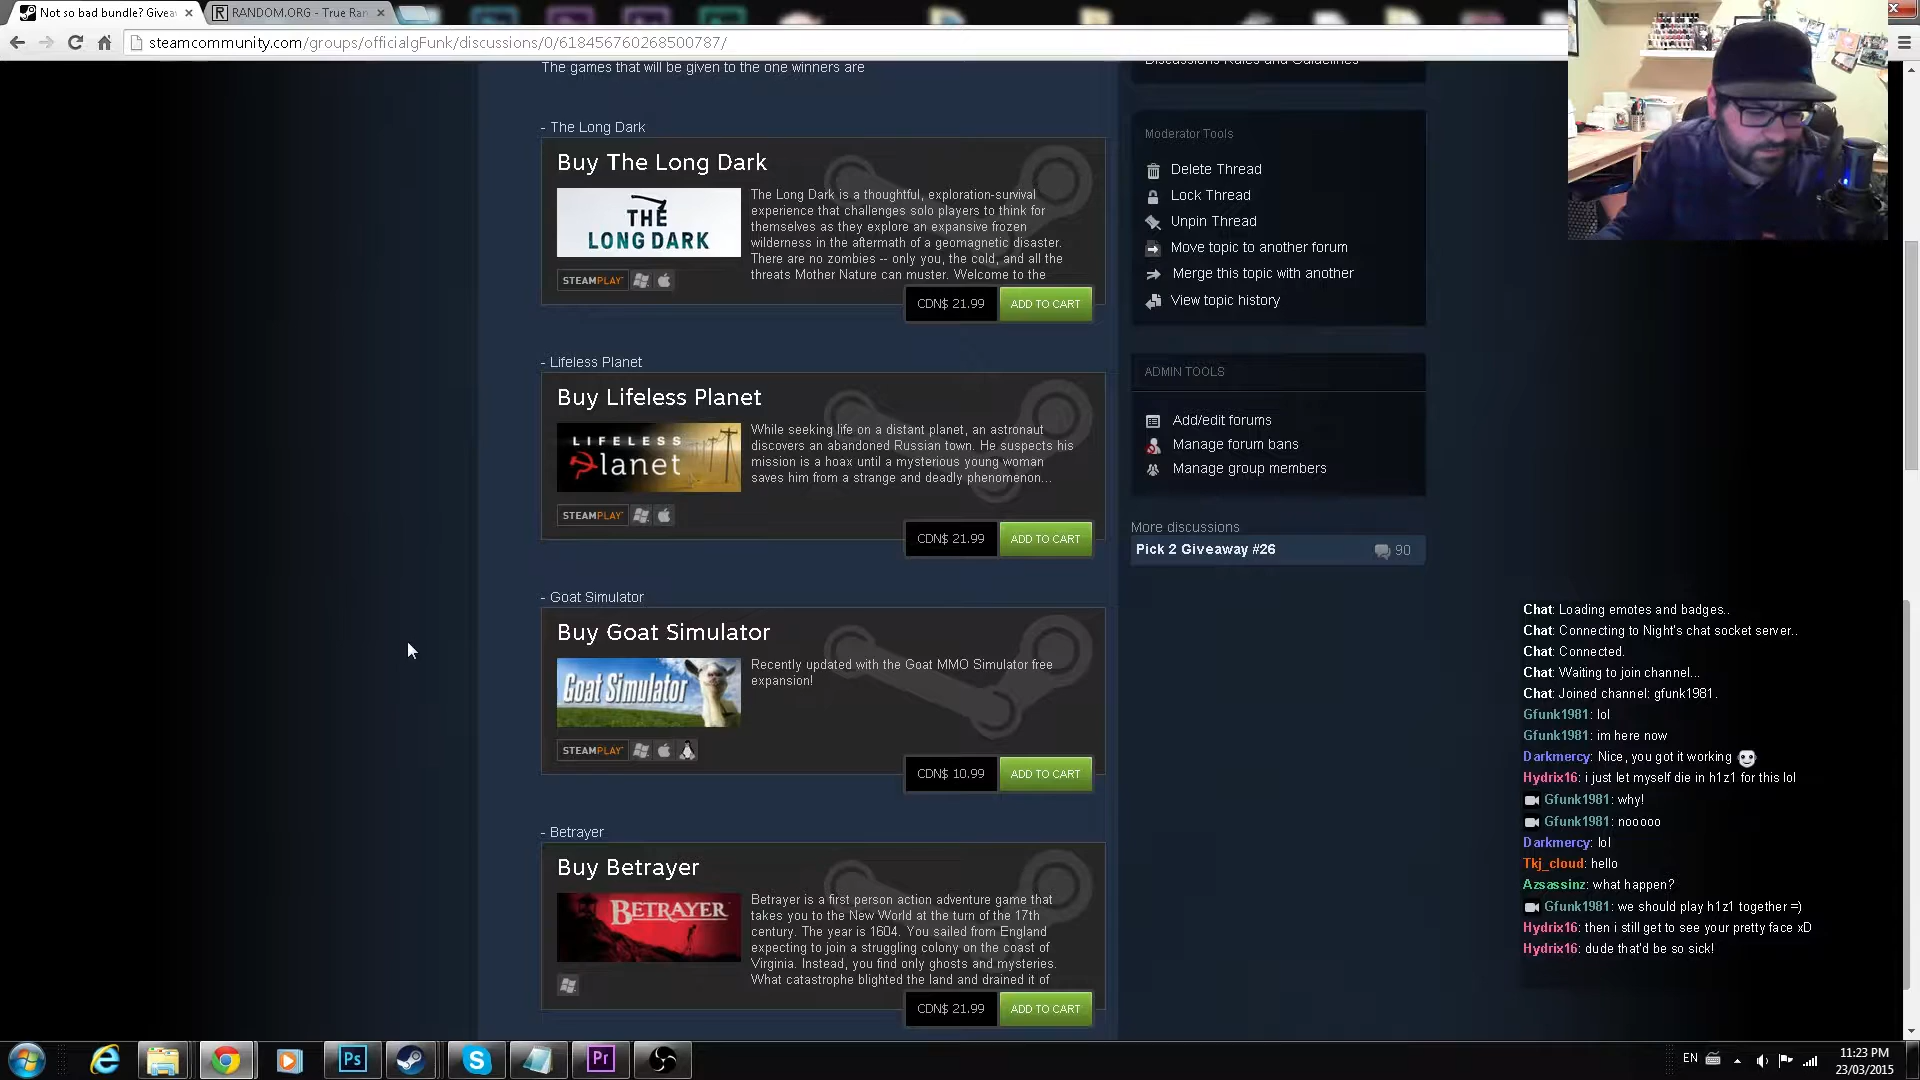 Not so bad bundle? Givea
RANDOM.ORG - True Ran
steamcommunity.com/groups/officialgFunk/discussions/0/618456760268500787/
The games that will be given to the one winners are
- The Long Dark
Buy The Long Dark
THE
LONG DARK
The Long Dark is a thoughtful, exploration-survival
experience that challenges solo players to think for
themselves as they explore an expansive frozen
wilderness in the aftermath of a geomagnetic disaster.
There are no zombies -- only you, the cold, and all the
threats Mother Nature can muster. Welcome to the
STEAMPLAY
CDN$ 21.99
ADD TO CART
- Lifeless Planet
Buy Lifeless Planet
LIFELESS
Planet
While seeking life on a distant planet, an astronaut
discovers an abandoned Russian town. He suspects his
mission is a hoax until a mysterious young woman
saves him from a strange and deadly phenomenon...
STEAMPLAY
CDN$ 21.99
ADD TO CART
- Goat Simulator
Buy Goat Simulator
Goat Simulator
Recently updated with the Goat MMO Simulator free
expansion!
STEAMPLAY
CDN$ 10.99
ADD TO CART
- Betrayer
Buy Betrayer
BETRAYER
Betrayer is a first person action adventure game that
takes you to the New World at the turn of the 17th
century. The year is 1604. You sailed from England
expecting to join a struggling colony on the coast of
Virginia. Instead, you find only ghosts and mysteries.
What catastrophe blighted the land and drained it of
CDN$ 21.99
ADD TO CART
Discussions Rules and Guidelines
Moderator Tools
Delete Thread
Lock Thread
Unpin Thread
Move topic to another forum
Merge this topic with another
View topic history
ADMIN TOOLS
Add/edit forums
Manage forum bans
Manage group members
More discussions
Pick 2 Giveaway #26
90
Chat: Loading emotes and badges..
Chat: Connecting to Night's chat socket server..
Chat: Connected.
Chat: Waiting to join channel...
Chat: Joined channel: gfunk1981.
Gfunk1981: lol
Gfunk1981: im here now
Darkmercy: Nice, you got it working
Hydrix16: i just let myself die in h1z1 for this lol
Gfunk1981: why!
Gfunk1981: nooooo
Darkmercy: lol
Tkj_cloud: hello
Azsassinz: what happen?
Gfunk1981: we should play h1z1 together =)
Hydrix16: then i still get to see your pretty face xD
Hydrix16: dude that'd be so sick!
Ps
Pr
EN
11:23 PM
23/03/2015